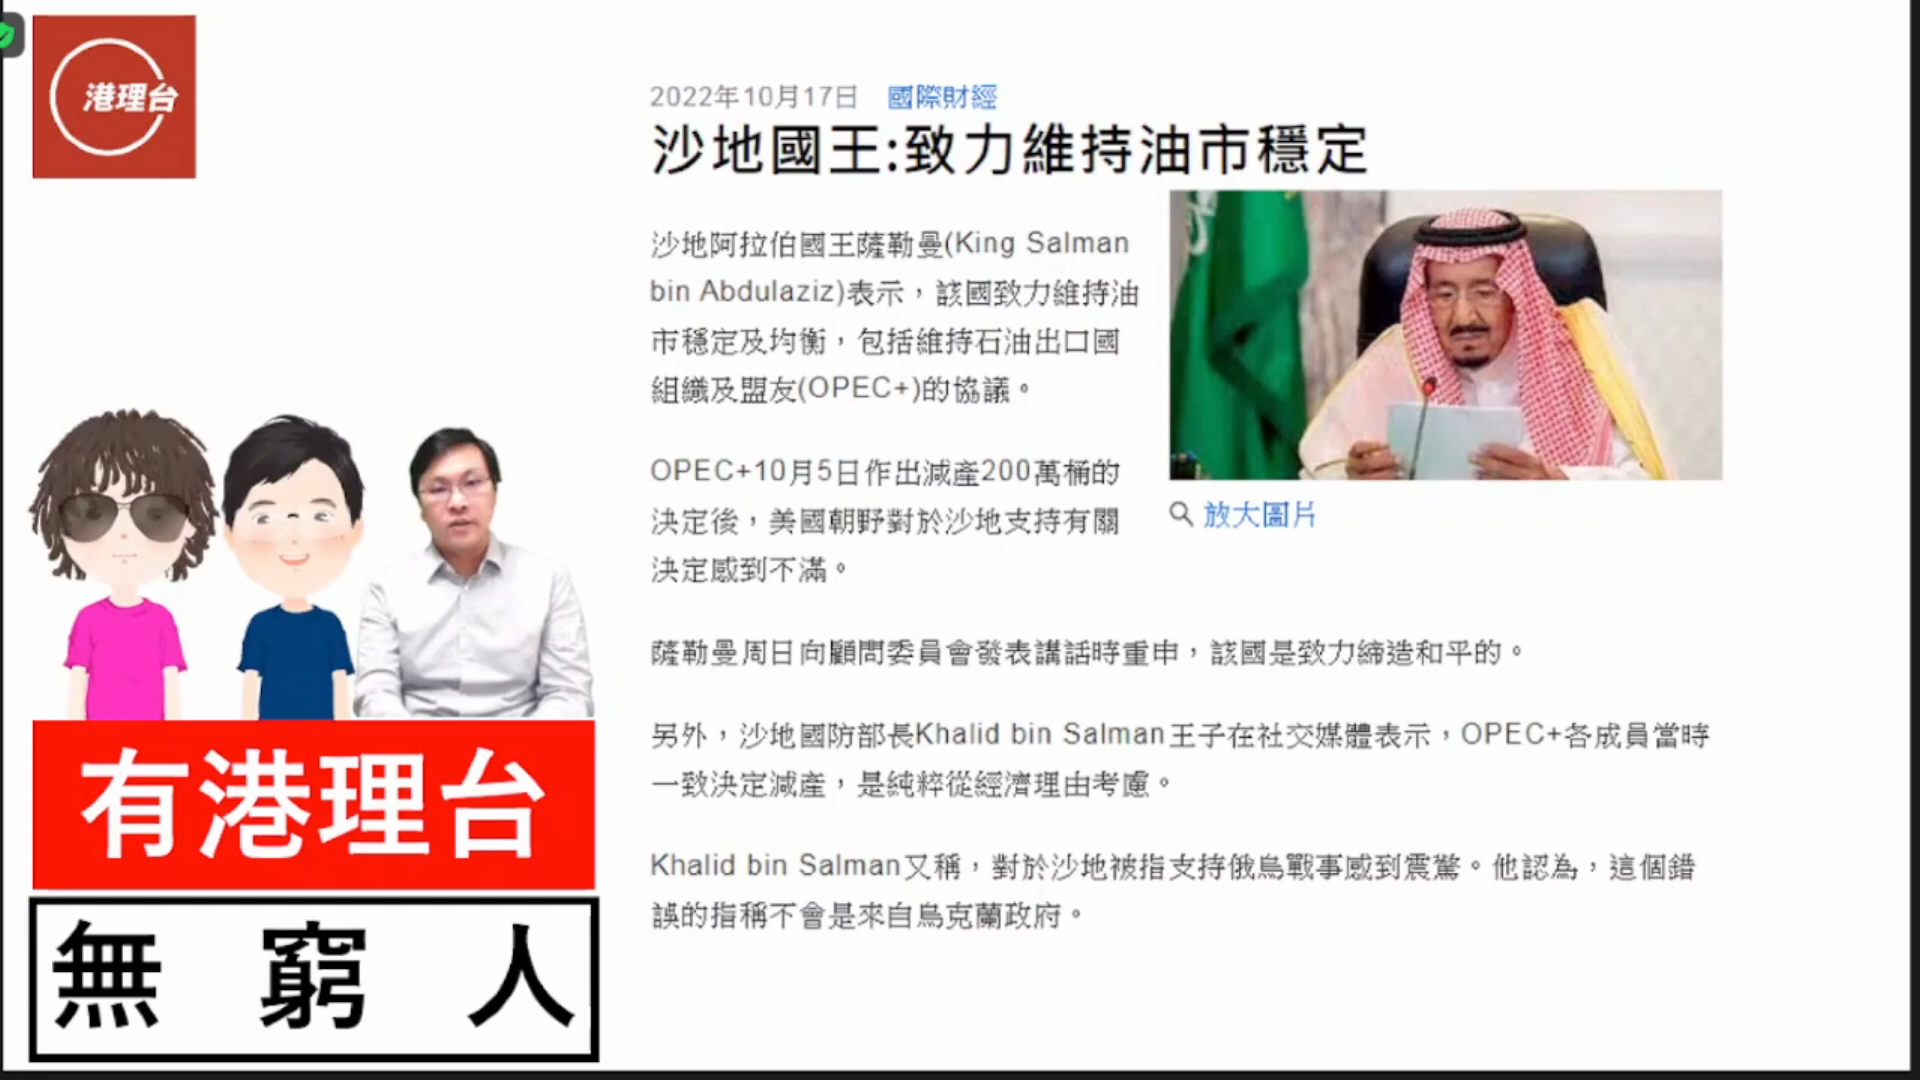 港理台
2022年10月17日 國際財經
沙地國王:致力維持油市穩定
沙地阿拉伯國王薩勒曼(King Salman
bin Abdulaziz)表示，該國致力維持油
市穩定及均衡，包括維持石油出口國
組織及盟友(OPEC+)的協議。
OPEC+10月5日作出減產200萬桶的
決定後，美國朝野對於沙地支持有關
決定感到不滿。
放大圖片
薩勒曼周日向顧問委員會發表講話時重申，該國是致力締造和平的。
另外，沙地國防部長Khalid bin Salman王子在社交媒體表示，OPEC+各成員當時
一致決定減產，是純粹從經濟理由考慮。
Khalid bin Salman又稱，對於沙地被指支持俄烏戰事感到震驚。他認為，這個錯
誤的指稱不會是來自烏克蘭政府。
有港理台
無窮人